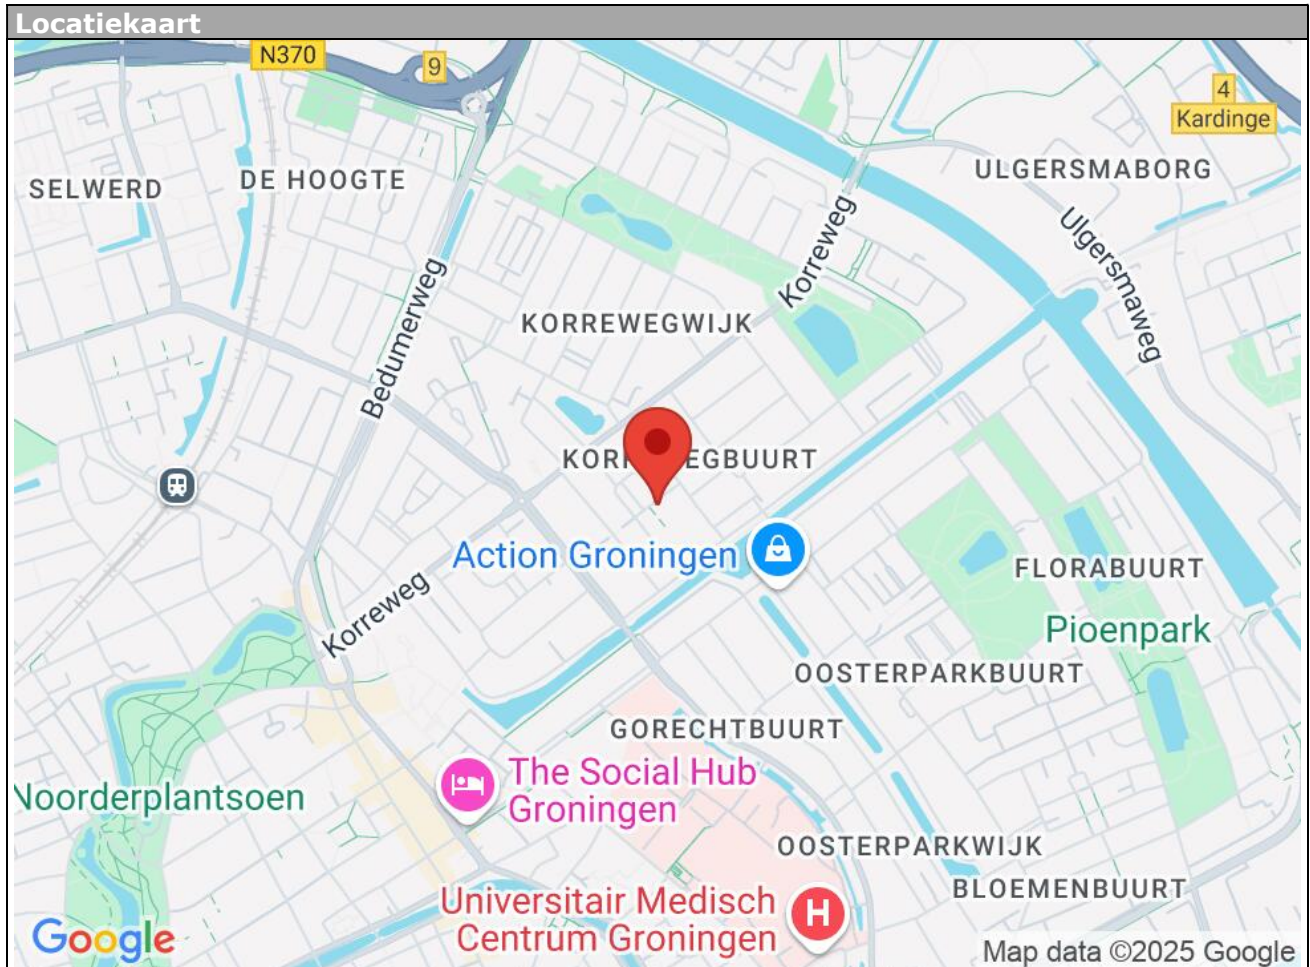 Locatiekaart
N370
9
4
Kardinge
SELWERD
DE HOOGTE
ULGERSMABORG
Korreweg
Ulgersmaweg
Bedumerweg
KORREWEGWIJK
KOR EGBUURT
Action Groningen
FLORABUURT
Korreweg
Pioenpark
OOSTERPARKBUURT
GORECHTBUURT
The Social Hub
Groningen
Noorderplantsoen
OOSTERPARKWIJK
BLOEMENBUURT
Universitair Medisch
Centrum Groningen
H
Google
Map data ©2025 Google